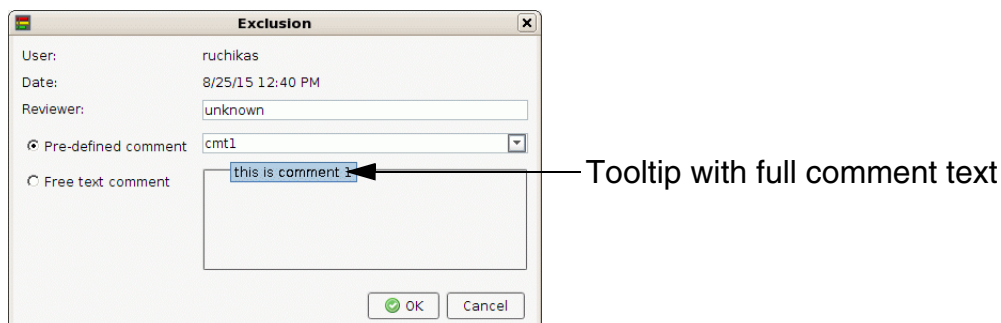 Exclusion
User: ruchikas
Date: 8/25/15 12:40 PM
Reviewer: unknown
Pre-defined comment cmt1
this is comment 1
Free text comment
Tooltip with full comment text
OK Cancel